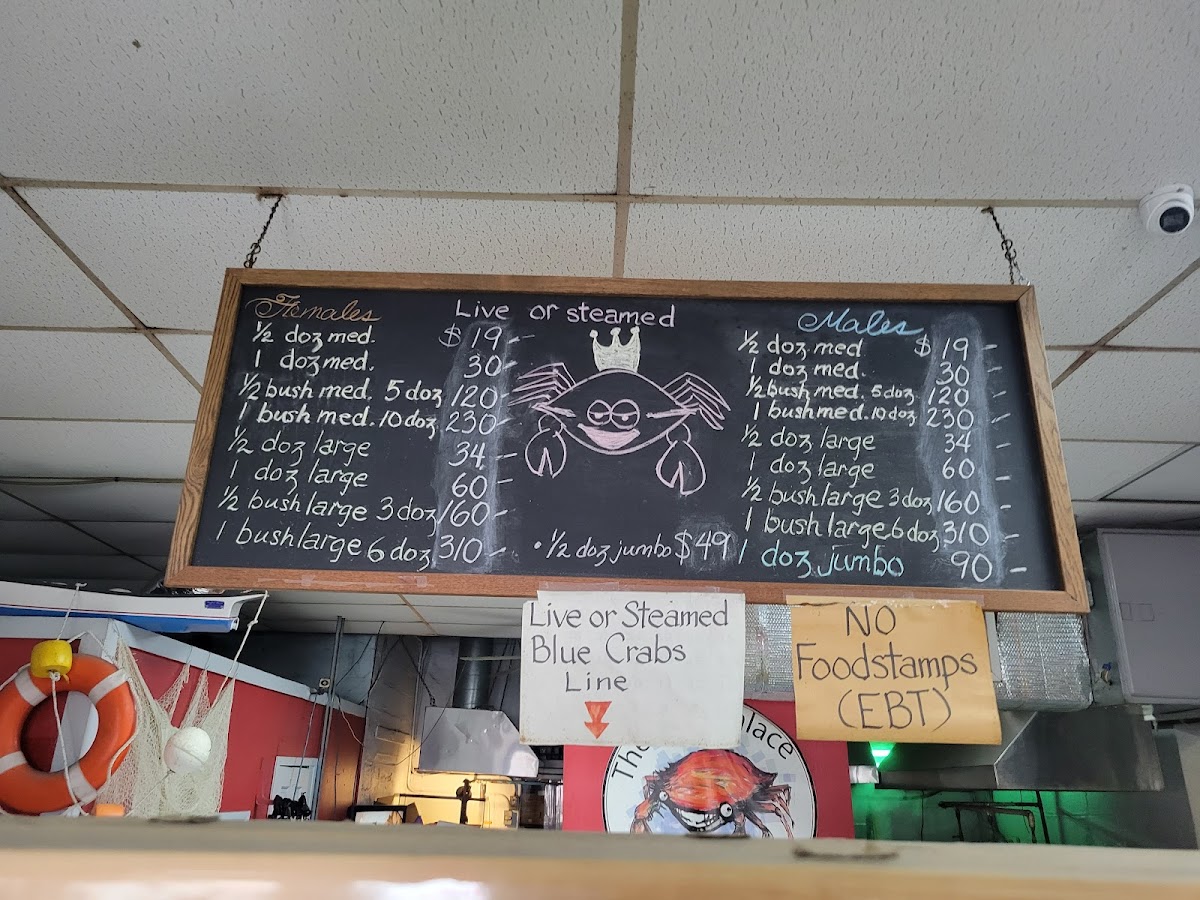 Females
½ doz med. $19
1 doz med. 30
½ bush med. 5 doz 120
1 bush med. 10 doz 230
½ doz large 34
1 doz large 60
½ bush large 3 doz 160
1 bush large 6 doz 310
Live or steamed
• ½ doz jumbo $49
Males
½ doz. med $19
1 doz med. 30
½ bush med. 5 doz 120
1 bush med. 10 doz 230
½ doz large 34
1 doz large 60
½ bush large 3 doz 160
1 bush large 6 doz 310
1 doz jumbo 90
Live or Steamed
Blue Crabs
Line
NO
Foodstamps
(EBT)